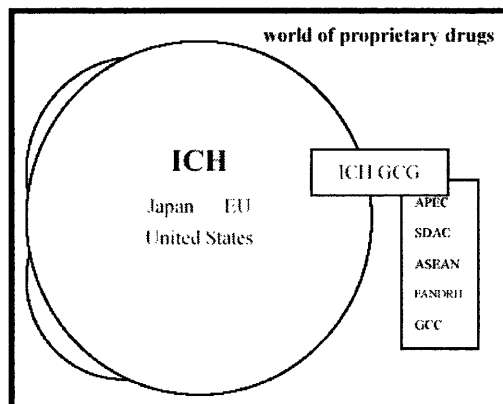 world of proprietary drugs
ICH
ICH GCG
Japan EU
United States
APEC
SDAC
ASEAN
PANDRH
GCC